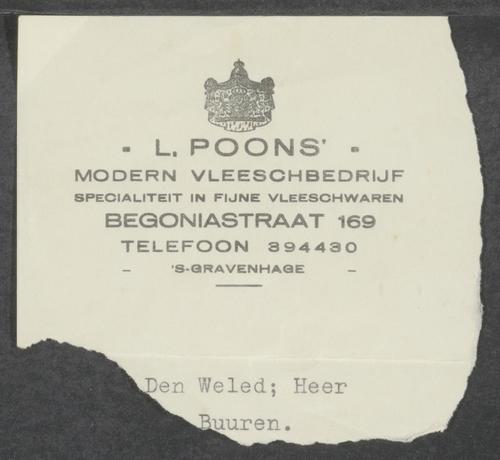 L. POONS'
MODERN VLEESCHBEDRIJF
SPECIALITEIT IN FIJNE VLEESCHWAREN
BEGONIASTRAAT 169
TELEFOON 394430
- 'S-GRAVENHAGE -
Den Weled; Heer
Buuren.